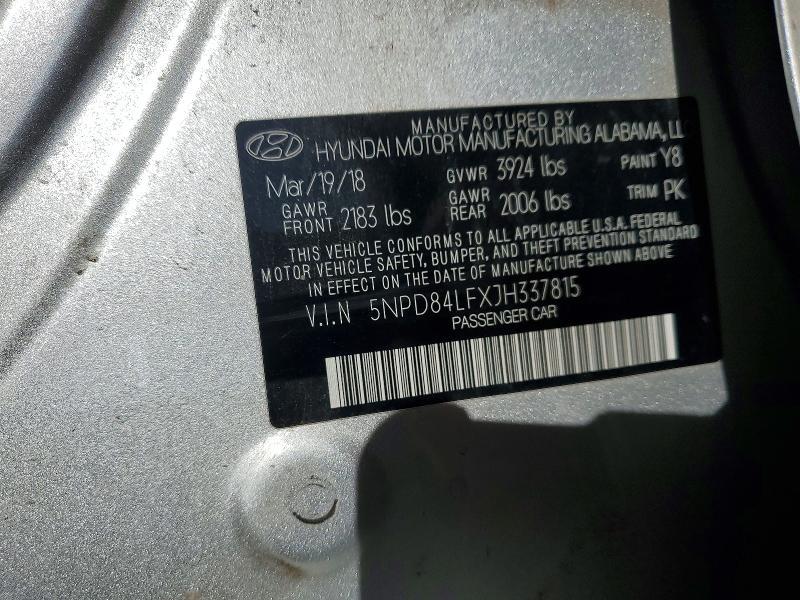 MANUFACTURED BY
HYUNDAI MOTOR MANUFACTURING ALABAMA, LL
Mar/19/18 GVWR 3924 lbs PAINT Y8
GAWR FRONT 2183 lbs GAWR REAR 2006 lbs TRIM PK
THIS VEHICLE CONFORMS TO ALL APPLICABLE U.S.A. FEDERAL
MOTOR VEHICLE SAFETY, BUMPER, AND THEFT PREVENTION STANDARD
IN EFFECT ON THE DATE OF MANUFACTURE SHOWN ABOVE
V.I.N 5NPD84LFXJH337815
PASSENGER CAR